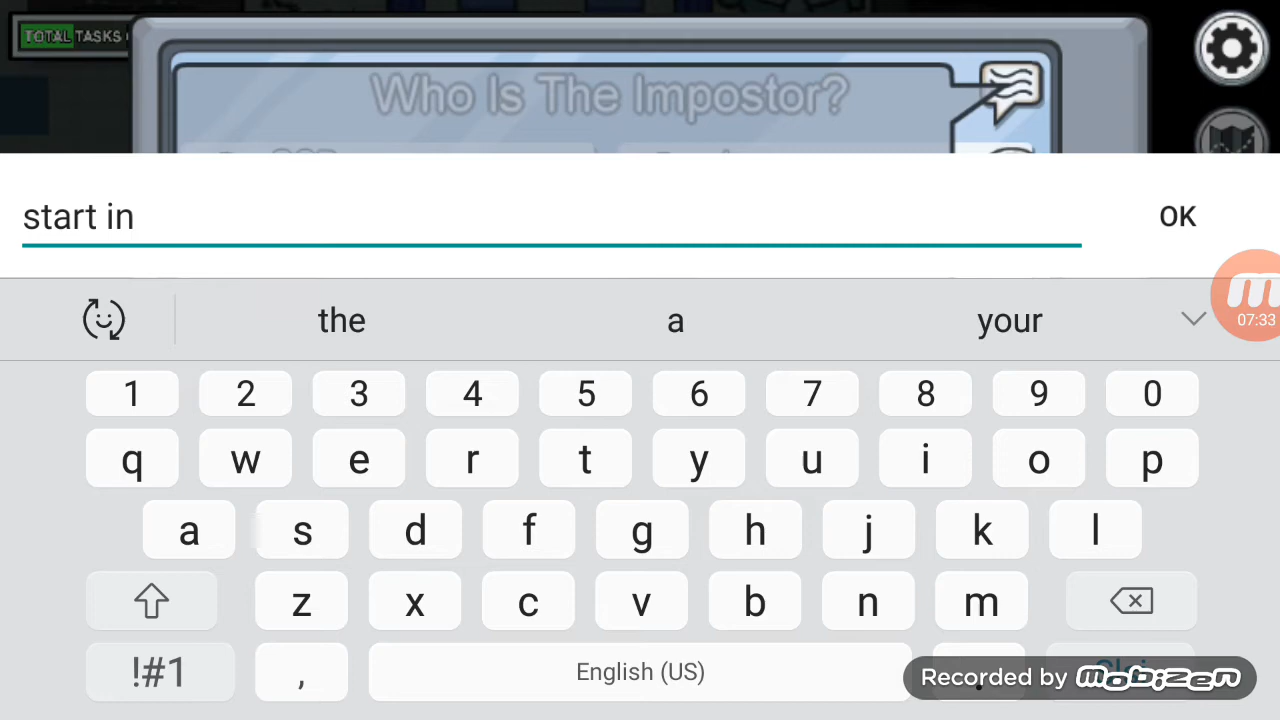 TOTAL TASKS
Who Is The Impostor?
start in
OK
the a your
07:33
1 2 3 4 5 6 7 8 9 0
q w e r t y u i o p
a s d f g h j k l
z x c v b n m
!#1 , English (US) .
Recorded by mobizen